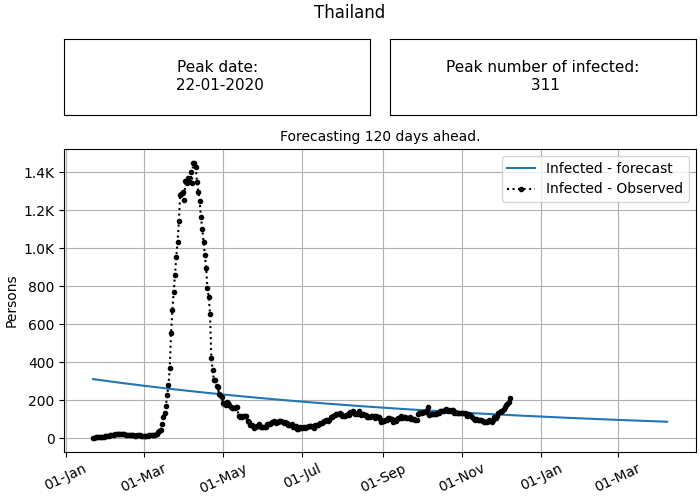 Thailand
Peak date:
22-01-2020
Peak number of infected:
311
Forecasting 120 days ahead.
Infected - forecast
Infected - Observed
Persons
1.4K
1.2K
1.0K
800
600
400
200
0
01-Jan
01-Mar
01-May
01-Jul
01-Sep
01-Nov
01-Jan
01-Mar